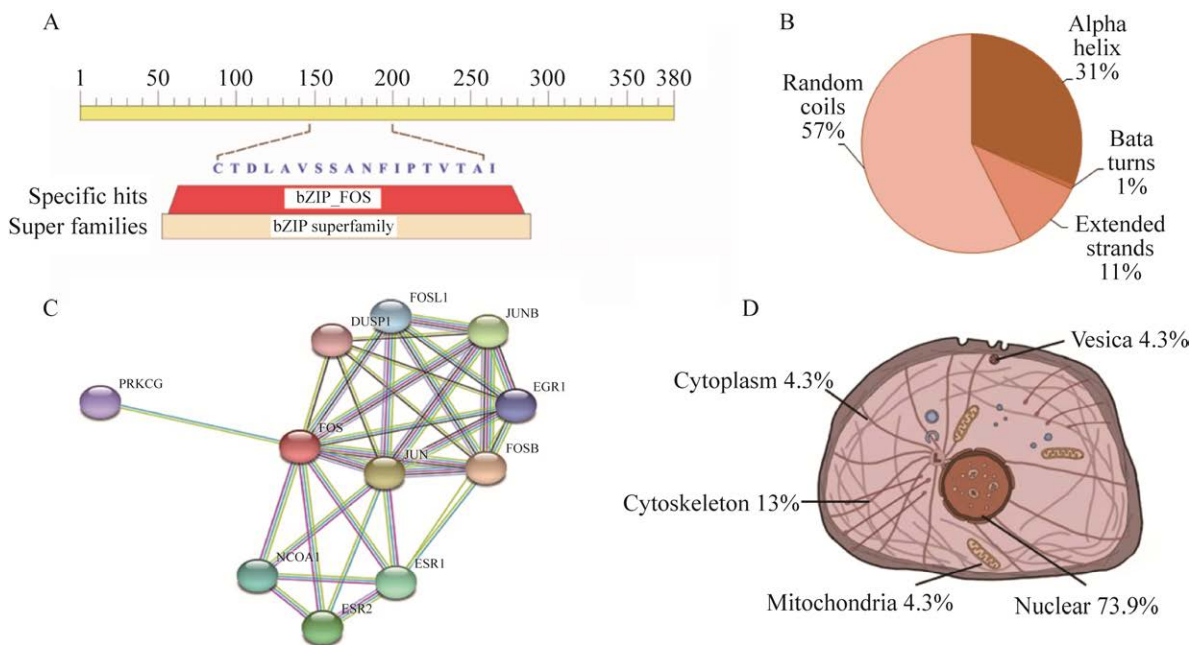 A
1 50 100 150 200 250 300 350 380
C T D L A V S S A N F I P T V T A I
Specific hits
bZIP_FOS
Super families
bZIP superfamily
B
Alpha
helix
31%
Random
coils
57%
Bata
turns
1%
Extended
strands
11%
C
FOSL1
JUNB
DUSP1
PRKCG
EGR1
FOS
JUN
FOSB
NCOA1
ESR1
ESR2
D
Vesica 4.3%
Cytoplasm 4.3%
Cytoskeleton 13%
Mitochondria 4.3%
Nuclear 73.9%